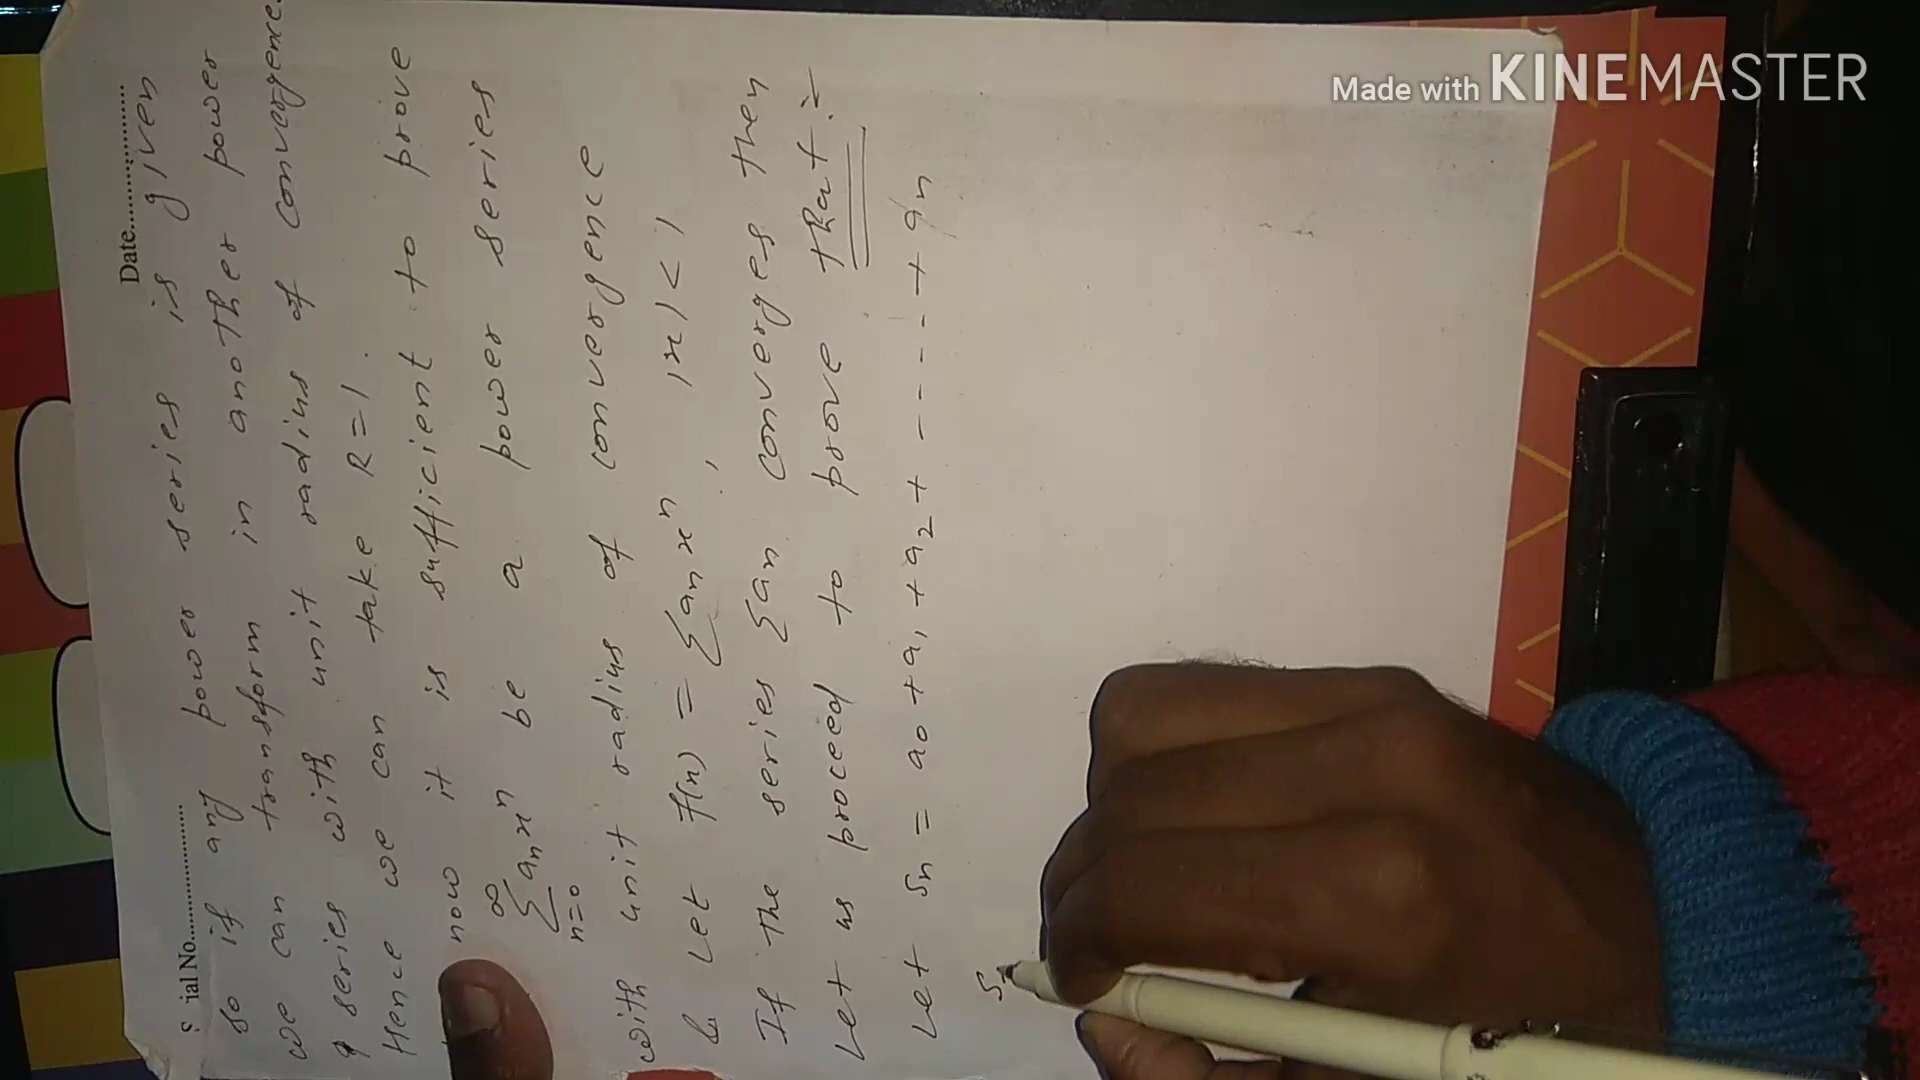 Made with KINEMASTER
ial No.................... Date....................
so if any power series is given
we can transform in another power
series with unit radius of convergence.
Hence we can take R=1.
now it is sufficient to prove
∞
∑ aₙxⁿ be a power series
n=0
with unit radius of convergence
& Let f(x) = ∑aₙxⁿ, |x|<1
If the series ∑an converges then
Let us proceed to prove that :-
Let Sn = a0 + a1 + a2 + ----- + an
S